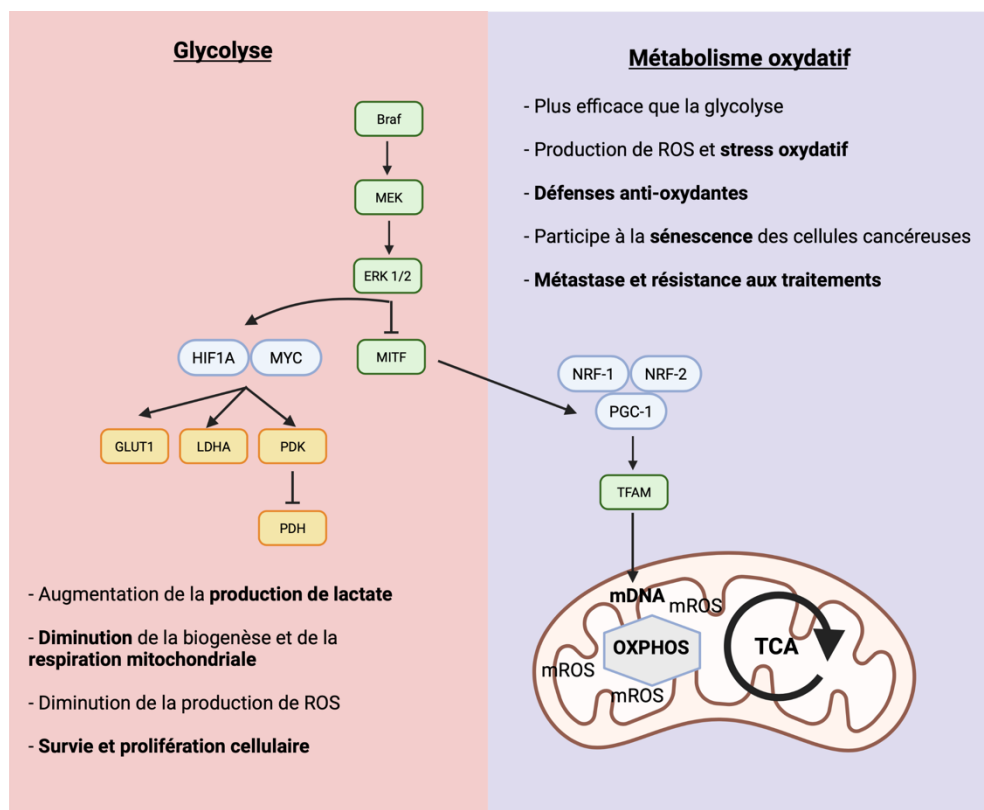 Glycolyse
Braf
MEK
ERK 1/2
HIF1A
MYC
MITF
GLUT1
LDHA
PDK
PDH
- Augmentation de la production de lactate
- Diminution de la biogenèse et de la
respiration mitochondriale
- Diminution de la production de ROS
- Survie et prolifération cellulaire
Métabolisme oxydatif
- Plus efficace que la glycolyse
- Production de ROS et stress oxydatif
- Défenses anti-oxydantes
- Participe à la sénescence des cellules cancéreuses
- Métastase et résistance aux traitements
NRF-1
NRF-2
PGC-1
TFAM
mDNA
mROS
OXPHOS
TCA
mROS
mROS